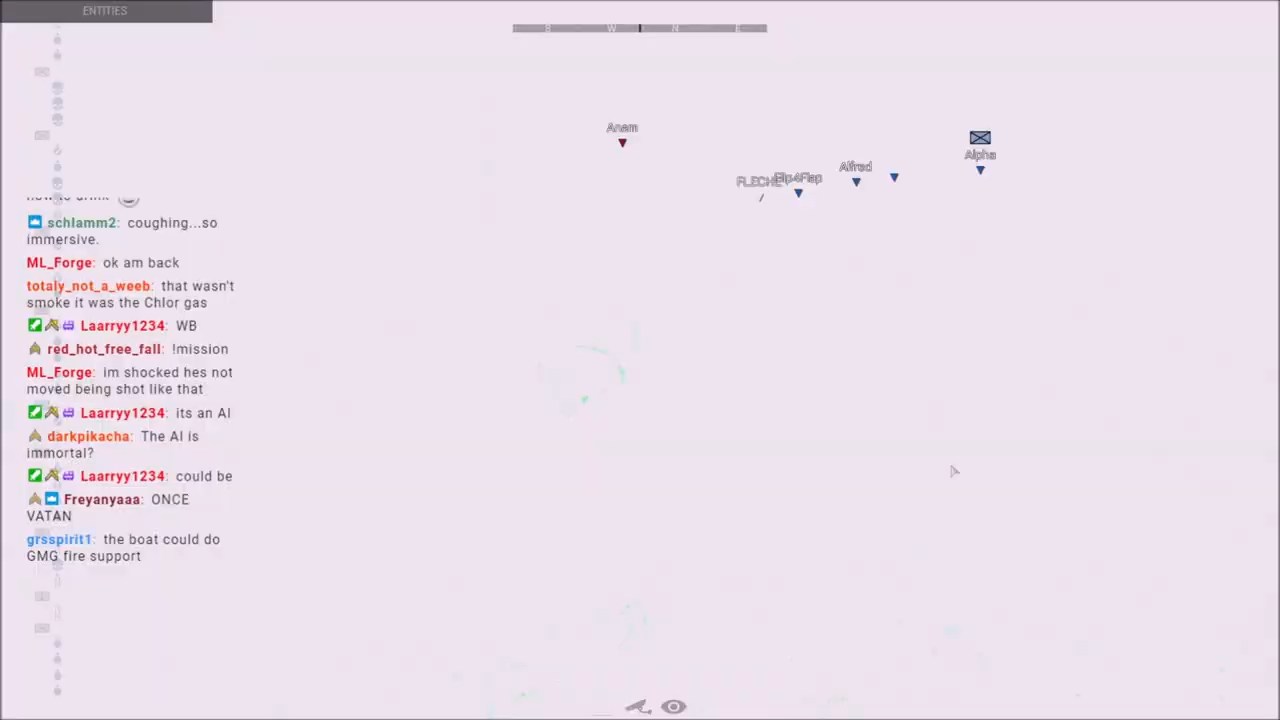 ENTITIES
S W N E
Anam
Alpha
Alfred
FLECHE
how to drink
schlamm2: coughing...so
immersive.
ML_Forge: ok am back
totaly_not_a_weeb: that wasn't
smoke it was the Chlor gas
Laarryy1234: WB
red_hot_free_fall: !mission
ML_Forge: im shocked hes not
moved being shot like that
Laarryy1234: its an AI
darkpikacha: The AI is
immortal?
Laarryy1234: could be
Freyanyaaa: ONCE
VATAN
grsspirit1: the boat could do
GMG fire support